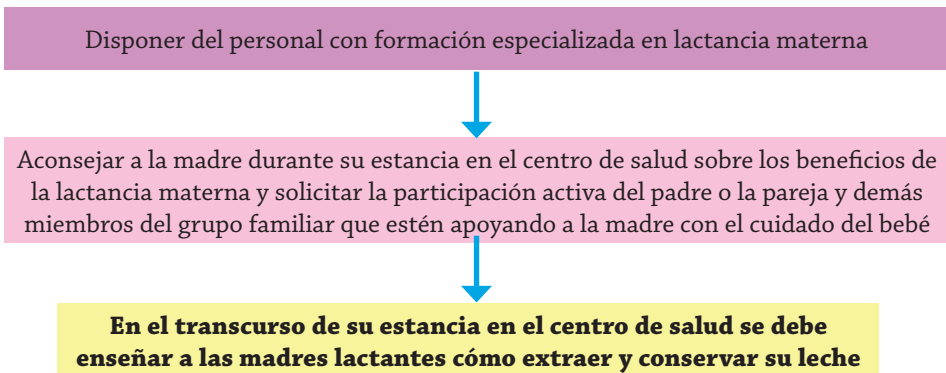 Disponer del personal con formación especializada en lactancia materna
Aconsejar a la madre durante su estancia en el centro de salud sobre los beneficios de
la lactancia materna y solicitar la participación activa del padre o la pareja y demás
miembros del grupo familiar que estén apoyando a la madre con el cuidado del bebé
En el transcurso de su estancia en el centro de salud se debe
enseñar a las madres lactantes cómo extraer y conservar su leche